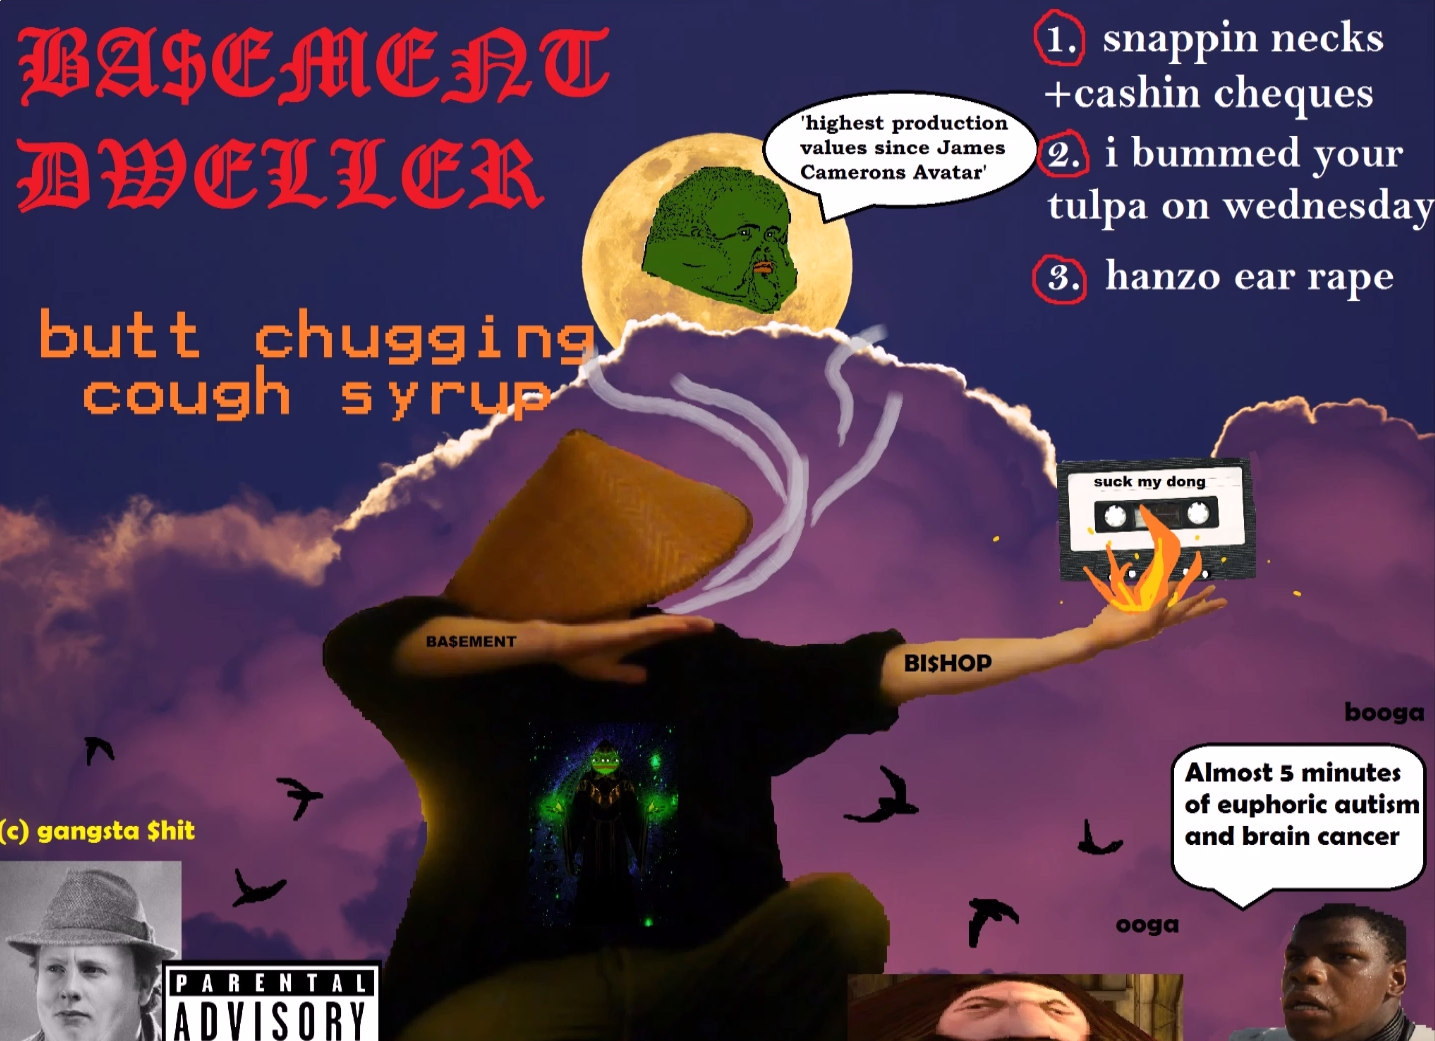 BA$EMENT
DWELLER
1. snappin necks
+cashin cheques
2. i bummed your
tulpa on wednesday
3. hanzo ear rape
'highest production
values since James
Camerons Avatar'
butt chugging
cough syrup
suck my dong
BA$EMENT
BI$HOP
booga
Almost 5 minutes
of euphoric autism
and brain cancer
(c) gangsta $hit
ooga
PARENTAL
ADVISORY